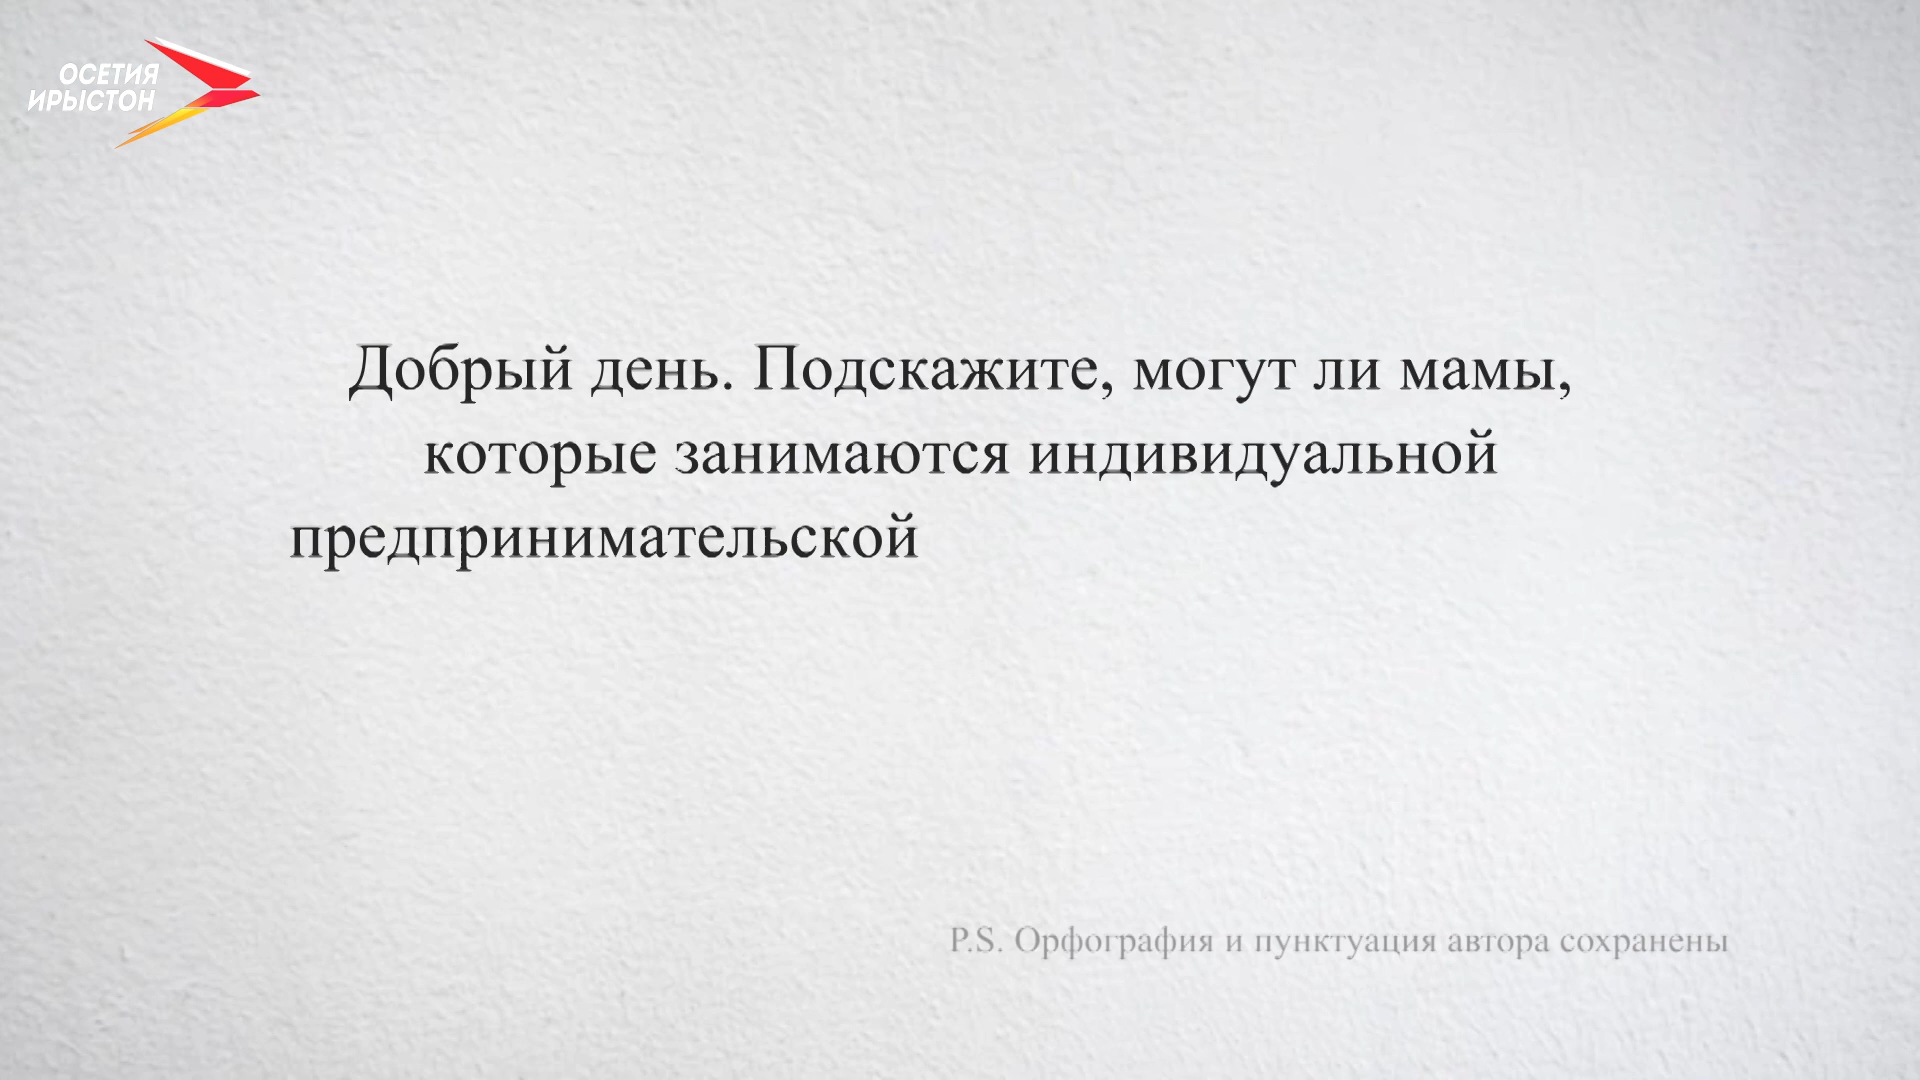 ОСЕТИЯ
ИРЫСТОН
Добрый день. Подскажите, могут ли мамы,
которые занимаются индивидуальной
предпринимательской
P.S. Орфография и пунктуация автора сохранены